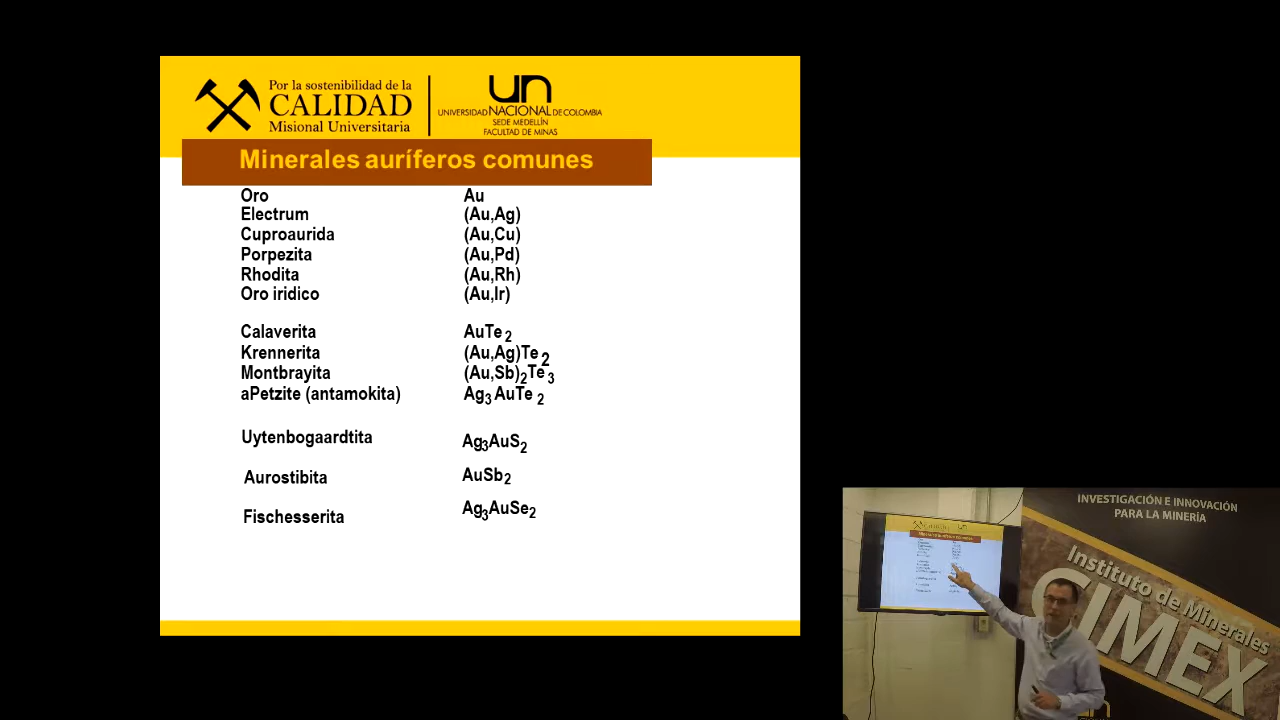 Por la sostenibilidad de la
CALIDAD
Misional Universitaria
un
UNIVERSIDAD NACIONAL DE COLOMBIA
SEDE MEDELLÍN
FACULTAD DE MINAS
Minerales auríferos comunes
Oro Au
Electrum (Au,Ag)
Cuproaurida (Au,Cu)
Porpezita (Au,Pd)
Rhodita (Au,Rh)
Oro iridico (Au,Ir)
Calaverita AuTe2
Krennerita (Au,Ag)Te2
Montbrayita (Au,Sb)2Te3
aPetzite (antamokita) Ag3AuTe2
Uytenbogaardtita Ag3AuS2
Aurostibita AuSb2
Fischesserita Ag3AuSe2
INVESTIGACIÓN E INNOVACIÓN
PARA LA MINERÍA
Instituto de Minerales
CIMEX